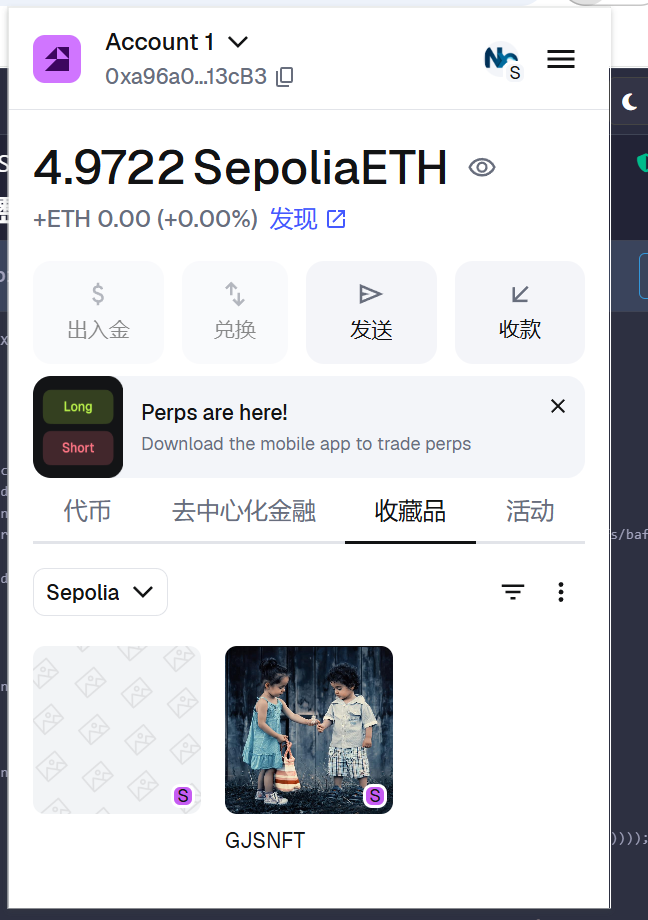 Account 1
0xa96a0...13cB3
S
4.9722 SepoliaETH
+ETH 0.00 (+0.00%) 发现
$
出入金
兑换
发送
收款
Long
Short
Perps are here!
Download the mobile app to trade perps
代币
去中心化金融
收藏品
活动
s/baf
Sepolia
S
S
GJSNFT
))));